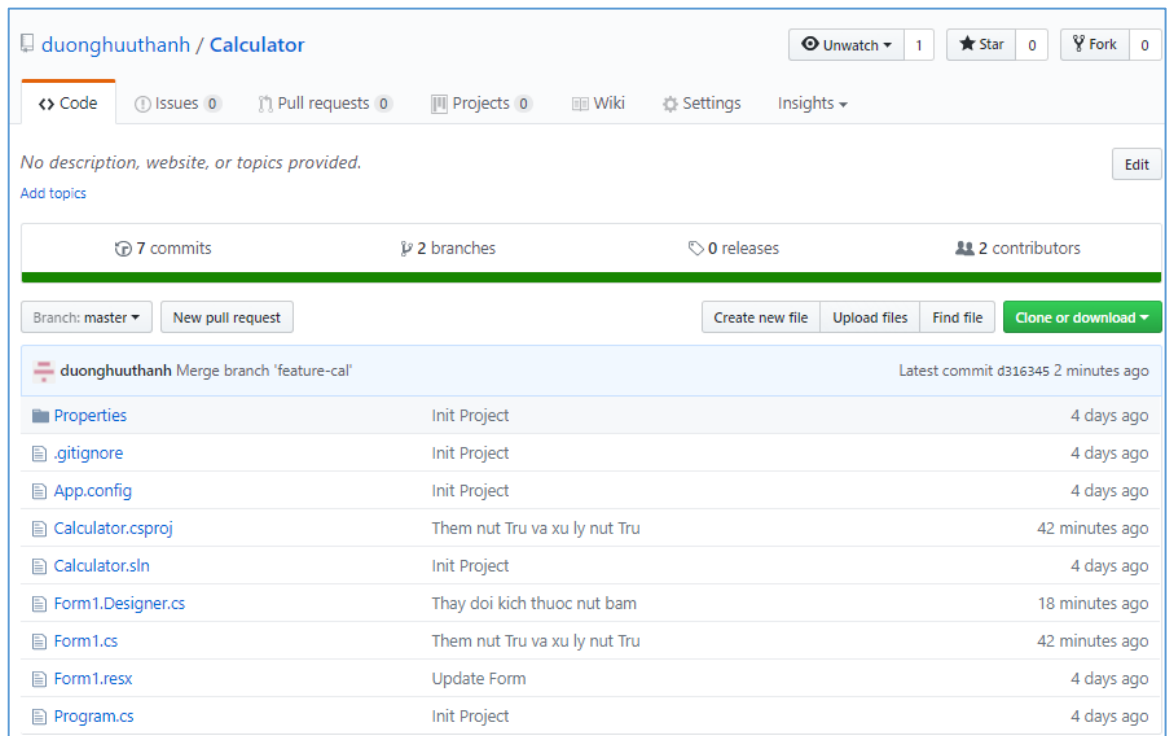 duonghuuthanh / Calculator Unwatch 1 Star 0 Fork 0
Code Issues 0 Pull requests 0 Projects 0 Wiki Settings Insights
No description, website, or topics provided. Edit
Add topics
7 commits 2 branches 0 releases 2 contributors
Branch: master New pull request Create new file Upload files Find file Clone or download
duonghuuthanh Merge branch 'feature-cal' Latest commit d316345 2 minutes ago
Properties Init Project 4 days ago
.gitignore Init Project 4 days ago
App.config Init Project 4 days ago
Calculator.csproj Them nut Tru va xu ly nut Tru 42 minutes ago
Calculator.sln Init Project 4 days ago
Form1.Designer.cs Thay doi kich thuoc nut bam 18 minutes ago
Form1.cs Them nut Tru va xu ly nut Tru 42 minutes ago
Form1.resx Update Form 4 days ago
Program.cs Init Project 4 days ago